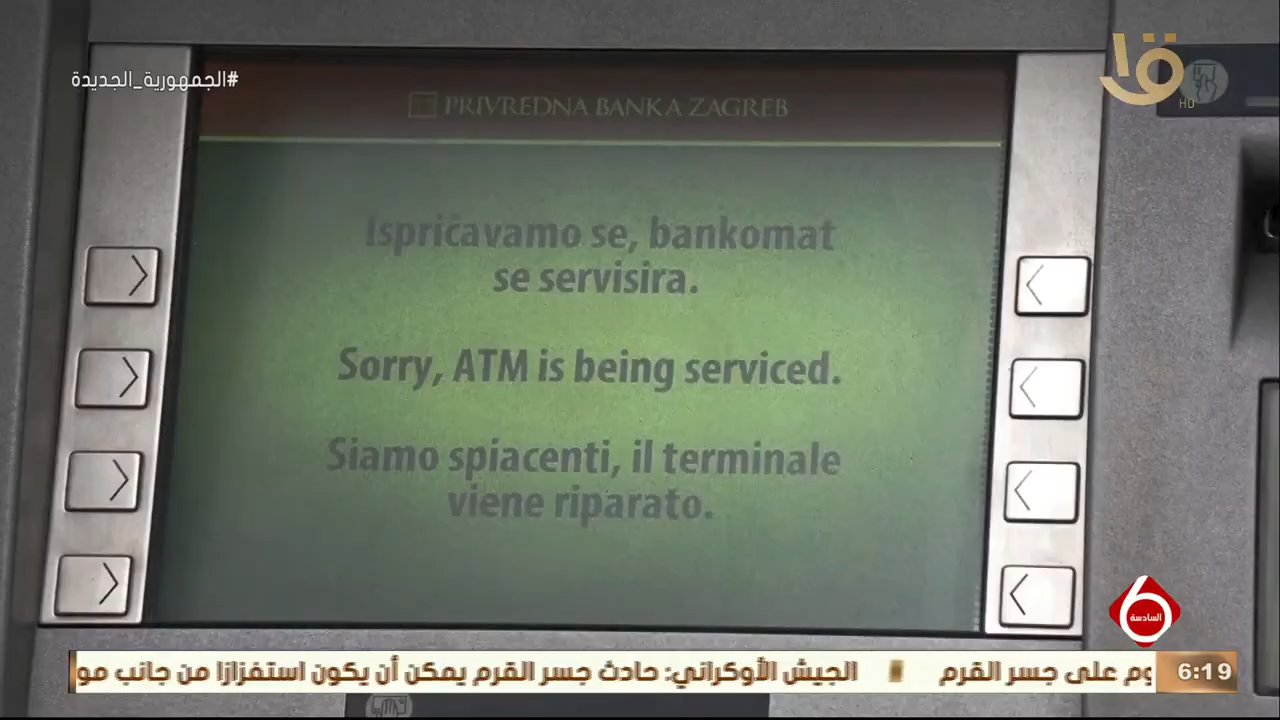 #الجمهورية_الجديدة
HD
PRIVREDNA BANKA ZAGREB
Ispričavamo se, bankomat
se servisira.
Sorry, ATM is being serviced.
Siamo spiacenti, il terminale
viene riparato.
6
السادسة
6:19
وم على جسر القرم
الجيش الأوكراني: حادث جسر القرم يمكن أن يكون استفزازا من جانب مو